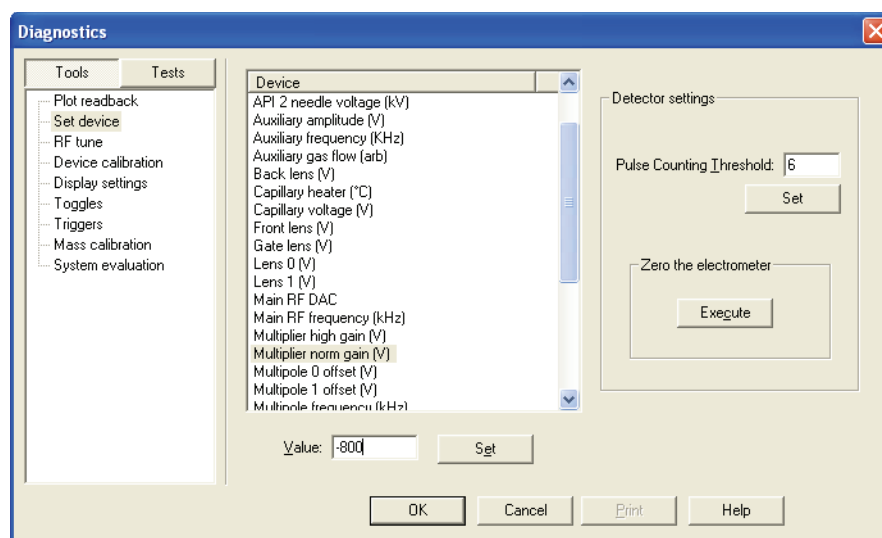 Diagnostics
Tools Tests
Plot readback
Set device
RF tune
Device calibration
Display settings
Toggles
Triggers
Mass calibration
System evaluation
Device
API 2 needle voltage (kV)
Auxiliary amplitude (V)
Auxiliary frequency (KHz)
Auxiliary gas flow (arb)
Back lens (V)
Capillary heater (°C)
Capillary voltage (V)
Front lens (V)
Gate lens (V)
Lens 0 (V)
Lens 1 (V)
Main RF DAC
Main RF frequency (kHz)
Multiplier high gain (V)
Multiplier norm gain (V)
Multipole 0 offset (V)
Multipole 1 offset (V)
Multipole frequency (kHz)
Value: -800 Set
Detector settings
Pulse Counting Threshold: 6
Set
Zero the electrometer
Execute
OK Cancel Print Help